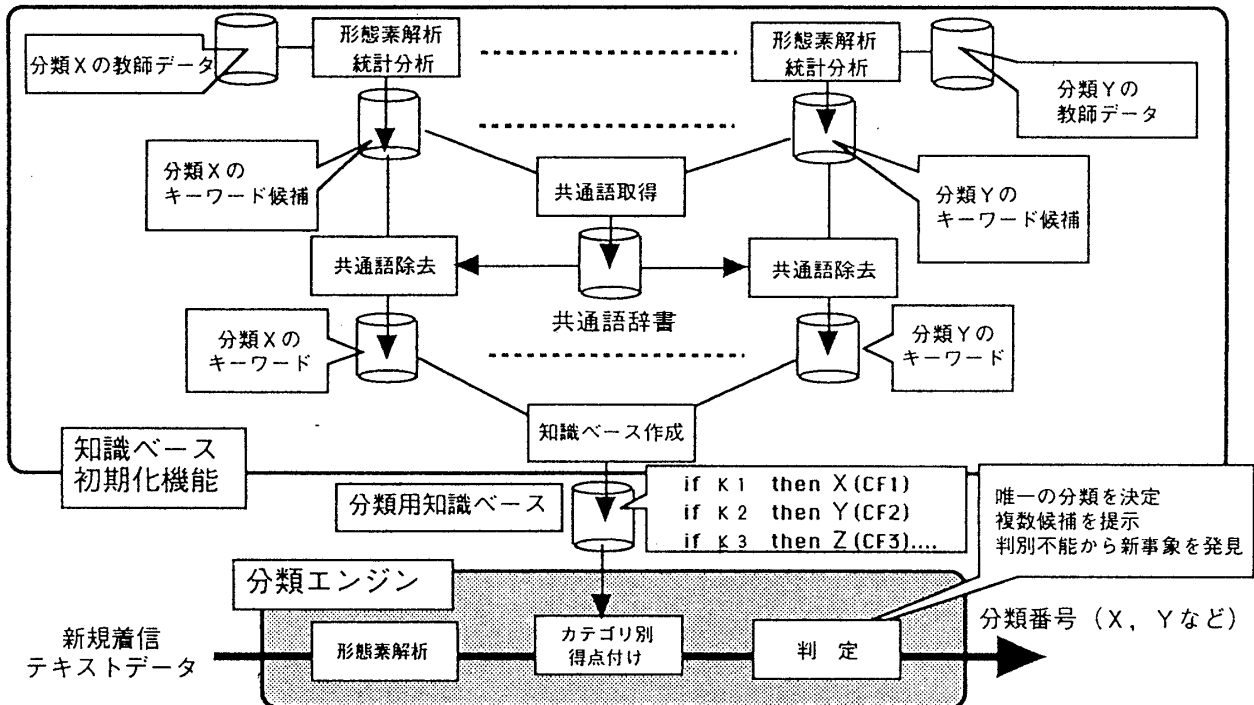 形態素解析
統計分析
形態素解析
統計分析
分類Xの教師データ
分類Yの
教師データ
分類Xの
キーワード候補
共通語取得
分類Yの
キーワード候補
共通語除去
共通語除去
共通語辞書
分類Xの
キーワード
分類Yの
キーワード
知識ベース作成
知識ベース
初期化機能
分類用知識ベース
if K1 then X(CF1)
if K2 then Y(CF2)
if K3 then Z(CF3)....
唯一の分類を決定
複数候補を提示
判別不能から新事象を発見
分類エンジン
新規着信
テキストデータ
形態素解析
カテゴリ別
得点付け
判 定
分類番号（X，Yなど）